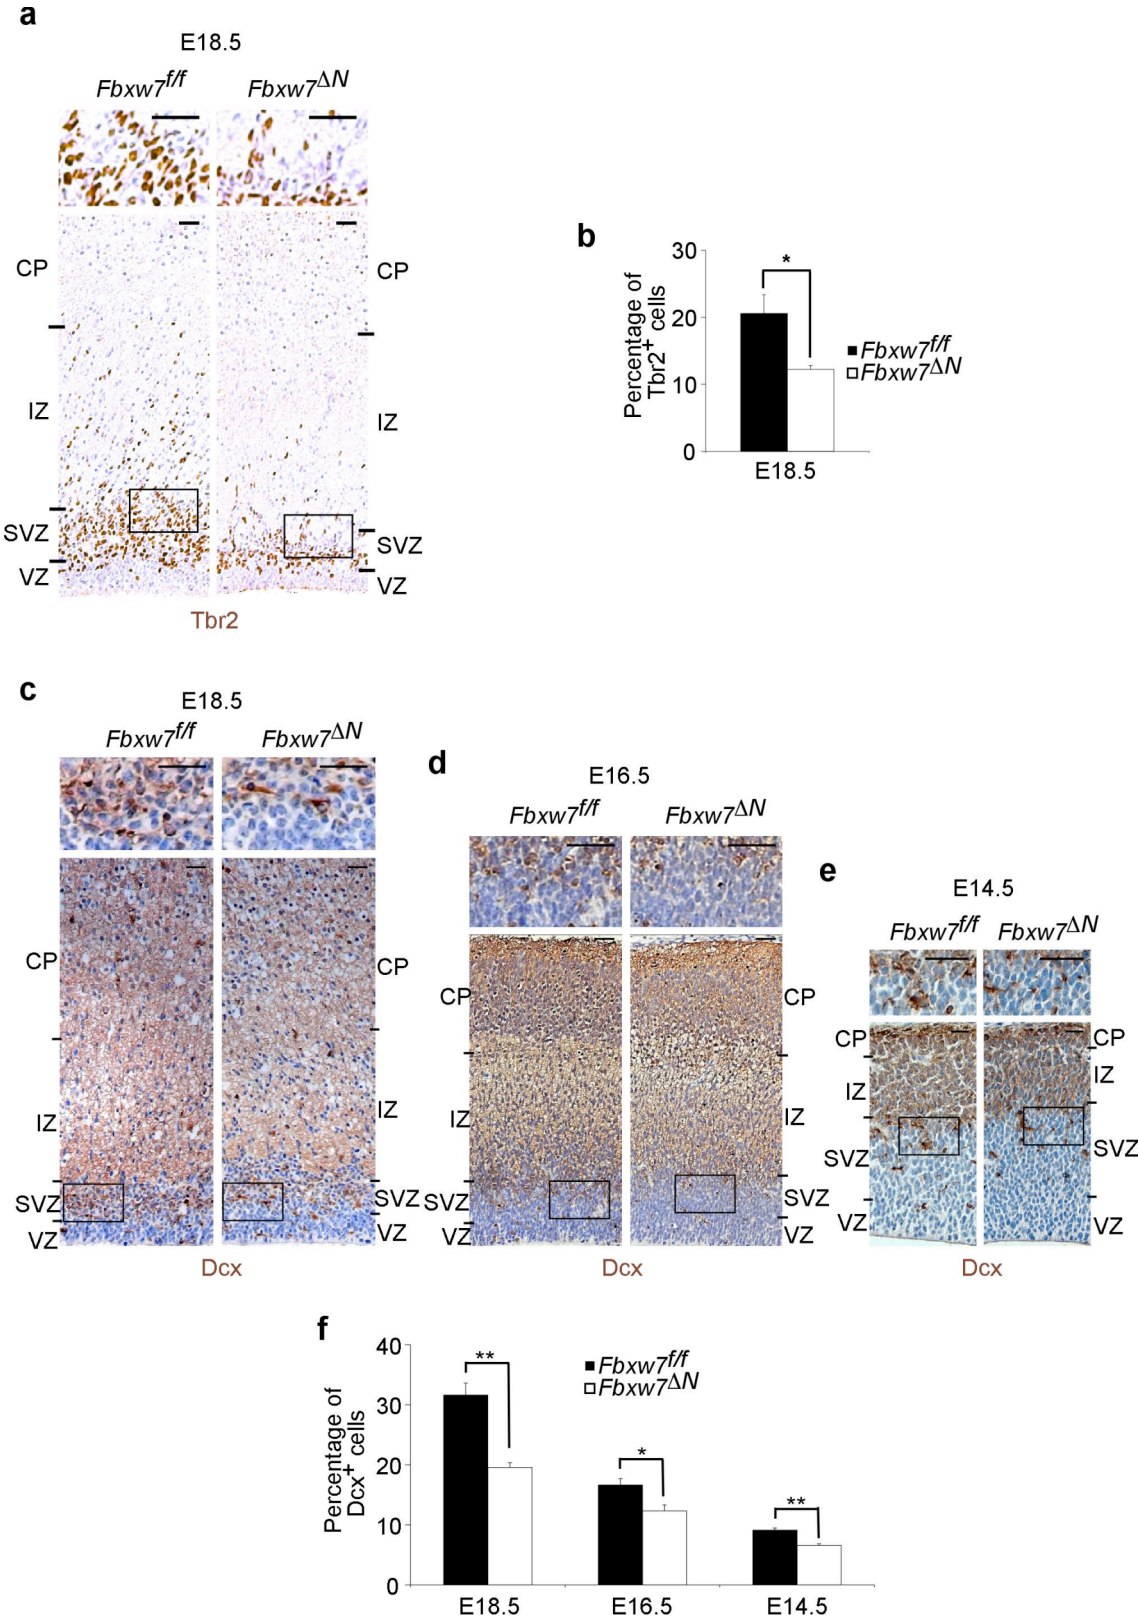 a
E18.5
Fbxw7f/f Fbxw7ΔN
CP CP
IZ IZ
SVZ SVZ
VZ VZ
Tbr2
b
Percentage of
Tbr2+ cells
30
20
10
0
*
E18.5
Fbxw7f/f
Fbxw7ΔN
c
E18.5
Fbxw7f/f Fbxw7ΔN
CP CP
IZ IZ
SVZ SVZ
VZ VZ
Dcx
d
E16.5
Fbxw7f/f Fbxw7ΔN
CP CP
IZ IZ
SVZ SVZ
VZ VZ
Dcx
e
E14.5
Fbxw7f/f Fbxw7ΔN
CP CP
IZ IZ
SVZ SVZ
VZ VZ
Dcx
f
Percentage of
Dcx+ cells
40
30
20
10
0
** * **
Fbxw7f/f
Fbxw7ΔN
E18.5 E16.5 E14.5